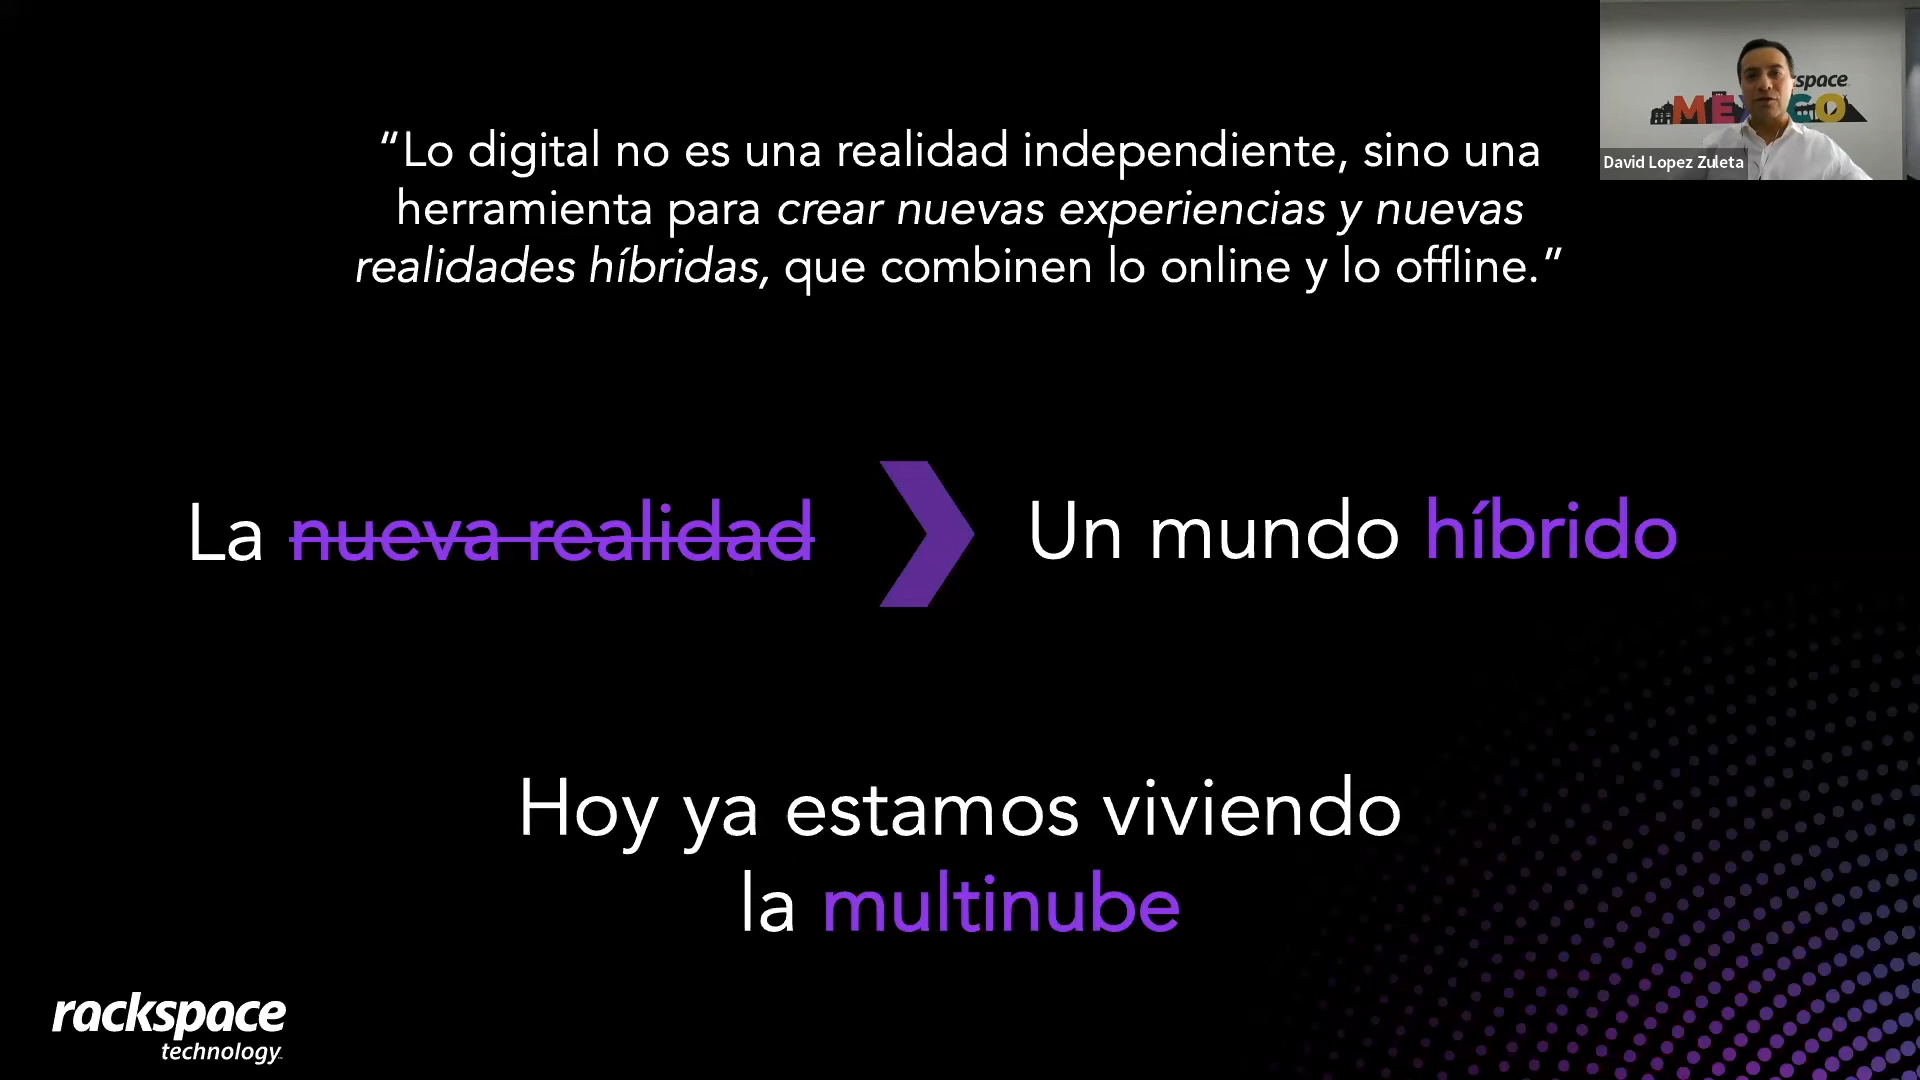 “Lo digital no es una realidad independiente, sino una
herramienta para crear nuevas experiencias y nuevas
realidades híbridas, que combinen lo online y lo offline.”
space
MÉXICO
David Lopez Zuleta
La nueva realidad
Un mundo híbrido
Hoy ya estamos viviendo
la multinube
rackspace
technology